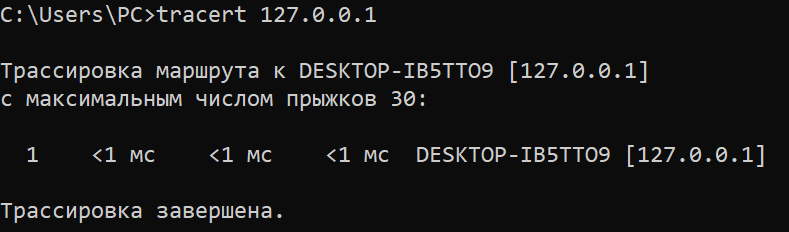 C:\Users\PC>tracert 127.0.0.1
Трассировка маршрута к DESKTOP-IB5TTO9 [127.0.0.1]
с максимальным числом прыжков 30:
1 <1 мс <1 мс <1 мс DESKTOP-IB5TTO9 [127.0.0.1]
Трассировка завершена.